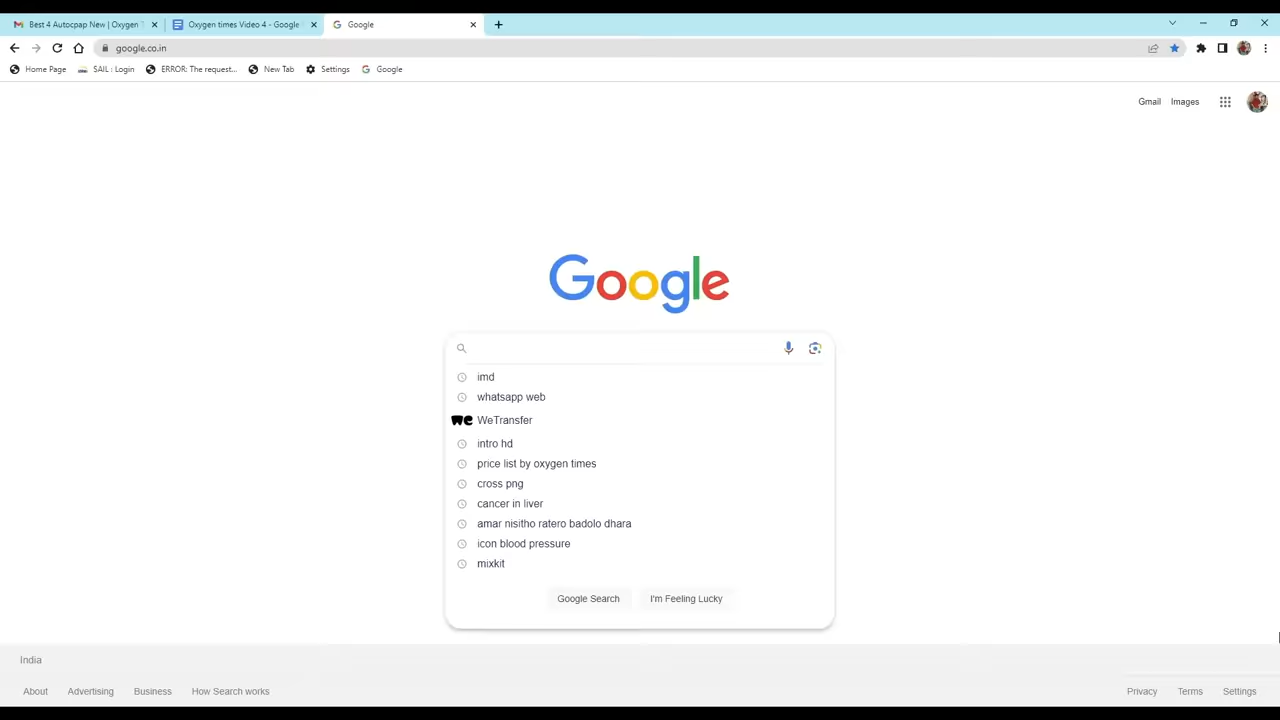 Best 4 Autocpap New | Oxygen T
Oxygen times Video 4 - Google
Google
google.co.in
Home Page
SAIL : Login
ERROR: The request...
New Tab
Settings
Google
Gmail
Images
Google
imd
whatsapp web
we WeTransfer
intro hd
price list by oxygen times
cross png
cancer in liver
amar nisitho ratero badolo dhara
icon blood pressure
mixkit
Google Search
I'm Feeling Lucky
India
About
Advertising
Business
How Search works
Privacy
Terms
Settings